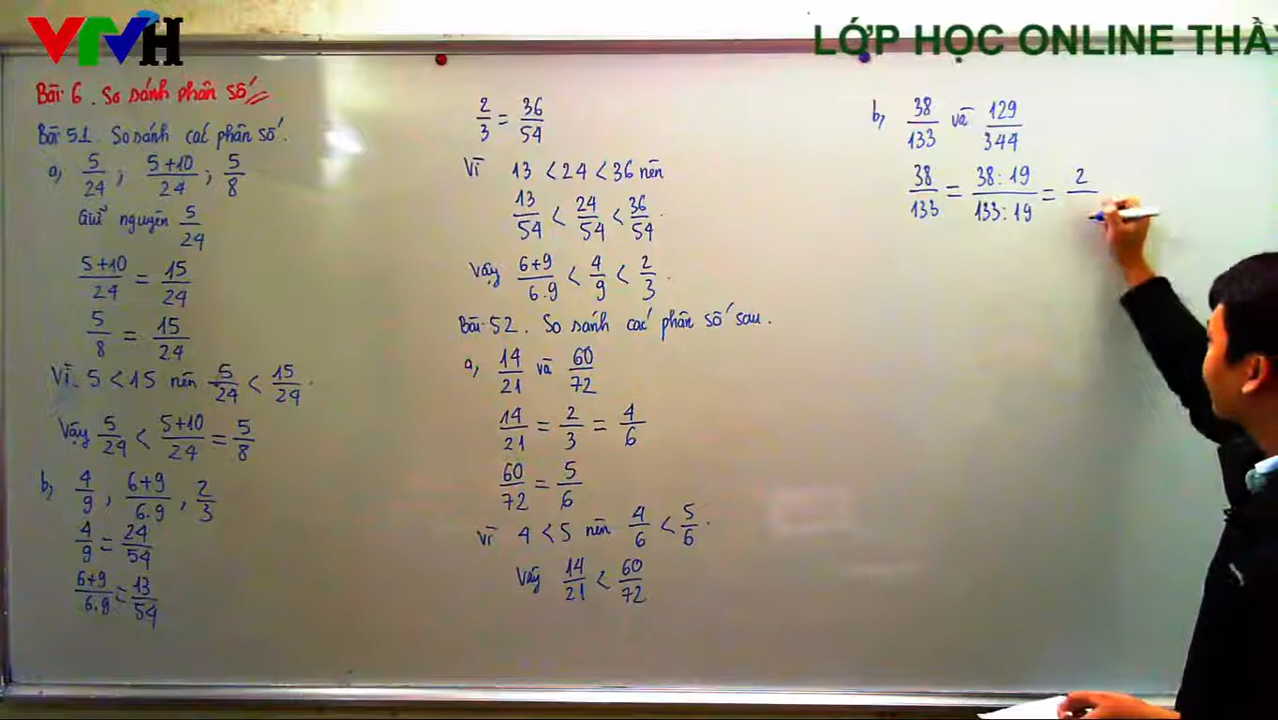 VTVH
LỚP HỌC ONLINE THẦY
Bài 6. So sánh phân số
Bài 51. So sánh các phân số.
a, 5/24 ; 5+10/24 ; 5/8
Giữ nguyên 5/24
5+10/24 = 15/24
5/8 = 15/24
Vì 5 < 15 nên 5/24 < 15/24.
Vậy 5/24 < 5+10/24 = 5/8
b, 4/9 , 6+9/6.9 , 2/3
4/9 = 24/54
6+9/6.9 = 13/54
2/3 = 36/54
Vì 13 < 24 < 36 nên
13/54 < 24/54 < 36/54.
Vậy 6+9/6.9 < 4/9 < 2/3.
Bài 52. So sánh các phân số sau.
a, 14/21 và 60/72
14/21 = 2/3 = 4/6
60/72 = 5/6
Vì 4 < 5 nên 4/6 < 5/6.
Vậy 14/21 < 60/72
b, 38/133 và 129/344
38/133 = 38:19/133:19 = 2/